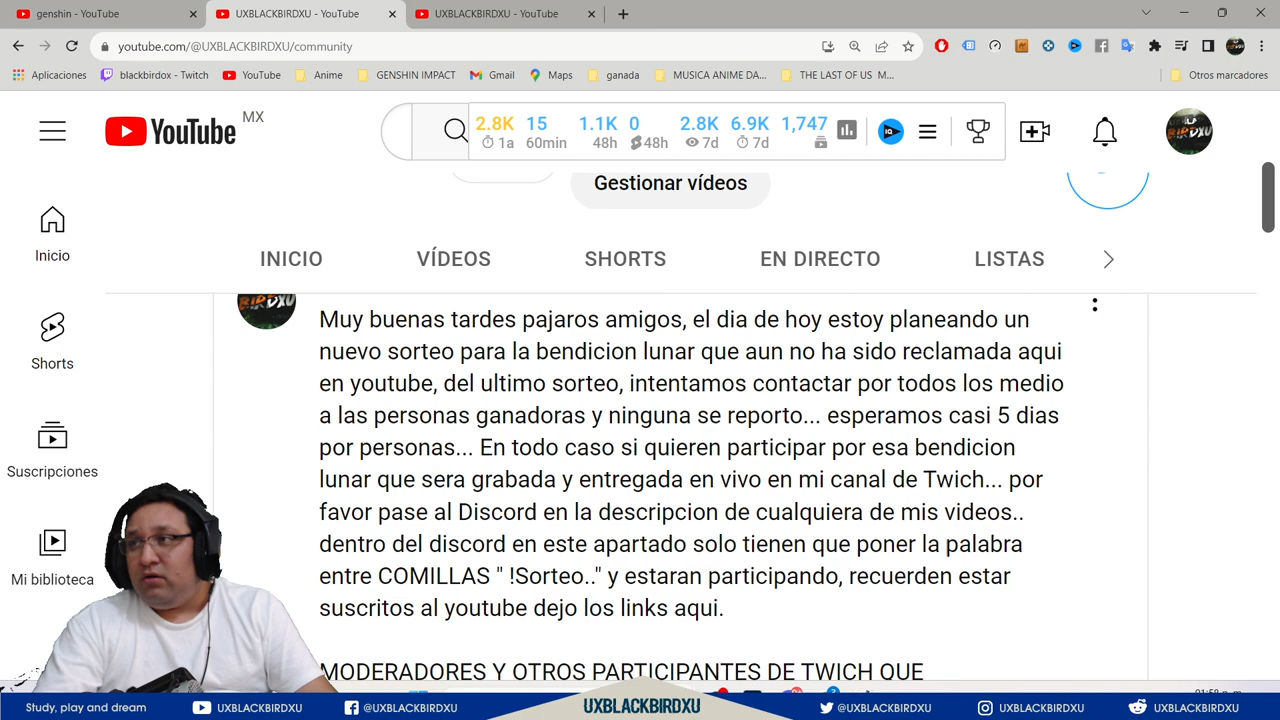 genshin - YouTube
UXBLACKBIRDXU - YouTube
UXBLACKBIRDXU - YouTube
youtube.com/@UXBLACKBIRDXU/community
Aplicaciones
blackbirdox - Twitch
YouTube
Anime
GENSHIN IMPACT
Gmail
Maps
ganada
MUSICA ANIME DA...
THE LAST OF US M...
Otros marcadores
YouTube MX
2.8K 15 1.1K 0 2.8K 6.9K 1,747
1a 60min 48h 48h 7d 7d
Gestionar vídeos
INICIO VÍDEOS SHORTS EN DIRECTO LISTAS
Inicio
Shorts
Suscripciones
Mi biblioteca
BIRDXU
Muy buenas tardes pajaros amigos, el dia de hoy estoy planeando un
nuevo sorteo para la bendicion lunar que aun no ha sido reclamada aqui
en youtube, del ultimo sorteo, intentamos contactar por todos los medio
a las personas ganadoras y ninguna se reporto... esperamos casi 5 dias
por personas... En todo caso si quieren participar por esa bendicion
lunar que sera grabada y entregada en vivo en mi canal de Twich... por
favor pase al Discord en la descripcion de cualquiera de mis videos..
dentro del discord en este apartado solo tienen que poner la palabra
entre COMILLAS " !Sorteo.." y estaran participando, recuerden estar
suscritos al youtube dejo los links aqui.
MODERADORES Y OTROS PARTICIPANTES DE TWICH QUE
Study, play and dream
UXBLACKBIRDXU
@UXBLACKBIRDXU
UXBLACKBIRDXU
@UXBLACKBIRDXU
UXBLACKBIRDXU
UXBLACKBIRDXU